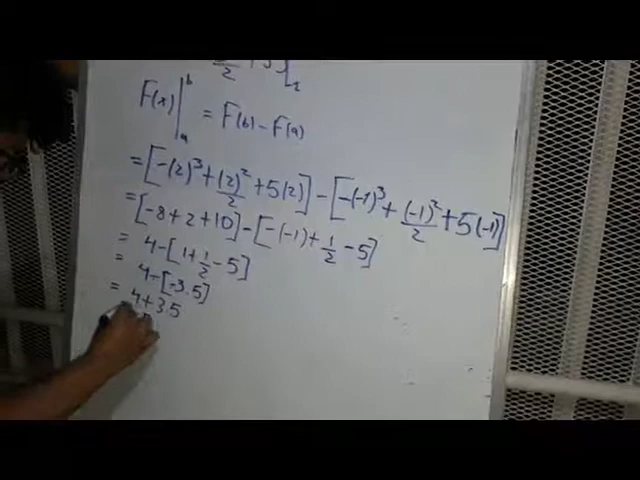 F(x)|ₐᵇ = F(b) - F(a)
= [-(2)³ + (2)²/2 + 5(2)] - [-(-1)³ + (-1)²/2 + 5(-1)]
= [-8 + 2 + 10] - [-(-1) + 1/2 - 5]
= 4 - [1 + 1/2 - 5]
= 4 - [-3.5]
= 4 + 3.5